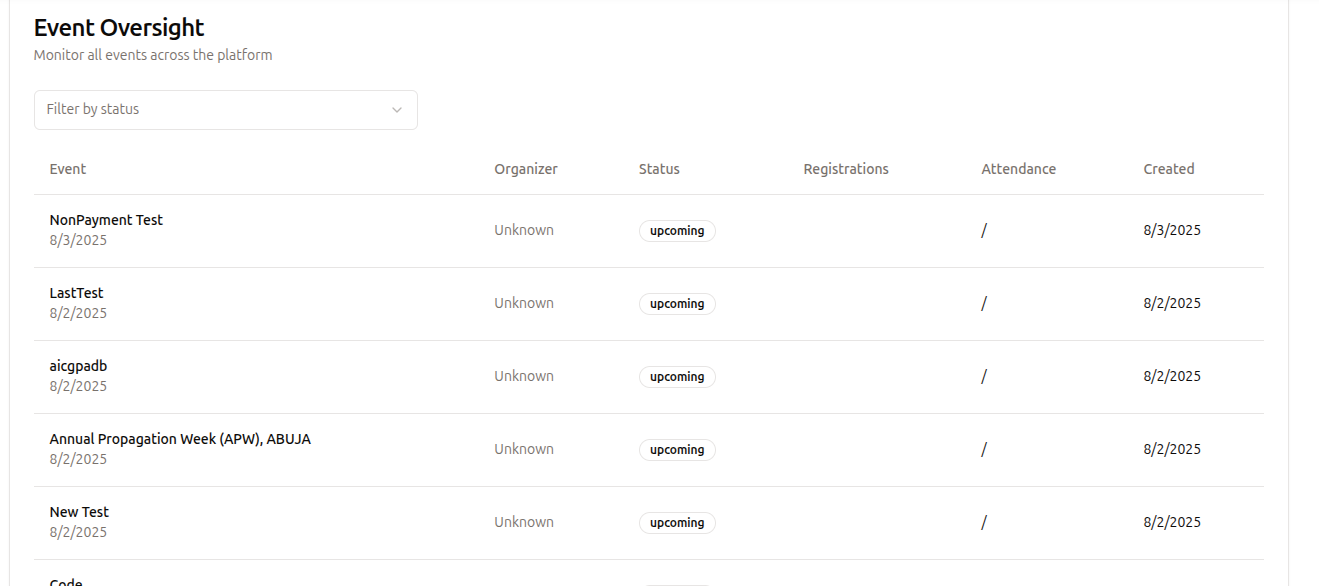 Event Oversight
Monitor all events across the platform
Filter by status
Event Organizer Status Registrations Attendance Created
NonPayment Test
8/3/2025
Unknown upcoming / 8/3/2025
LastTest
8/2/2025
Unknown upcoming / 8/2/2025
aicgpadb
8/2/2025
Unknown upcoming / 8/2/2025
Annual Propagation Week (APW), ABUJA
8/2/2025
Unknown upcoming / 8/2/2025
New Test
8/2/2025
Unknown upcoming / 8/2/2025
Code